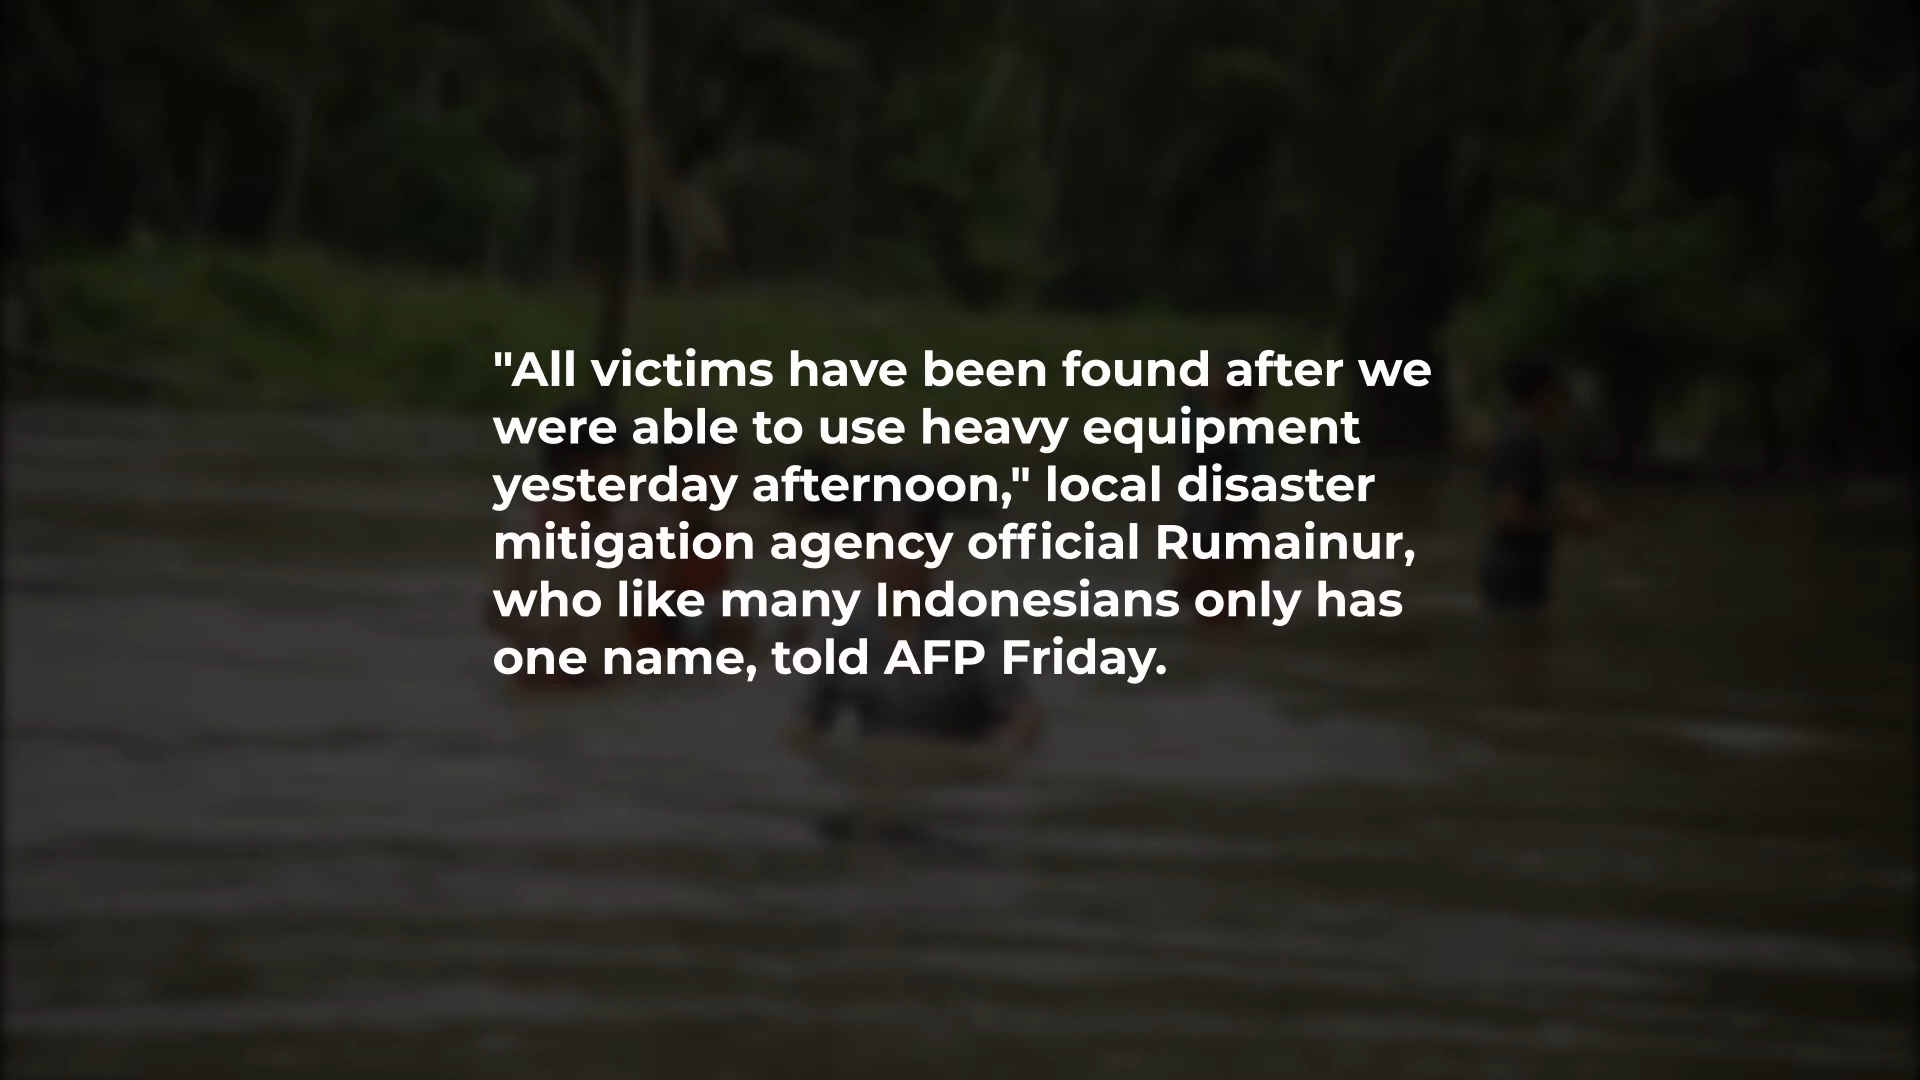 "All victims have been found after we
were able to use heavy equipment
yesterday afternoon," local disaster
mitigation agency official Rumainur,
who like many Indonesians only has
one name, told AFP Friday.